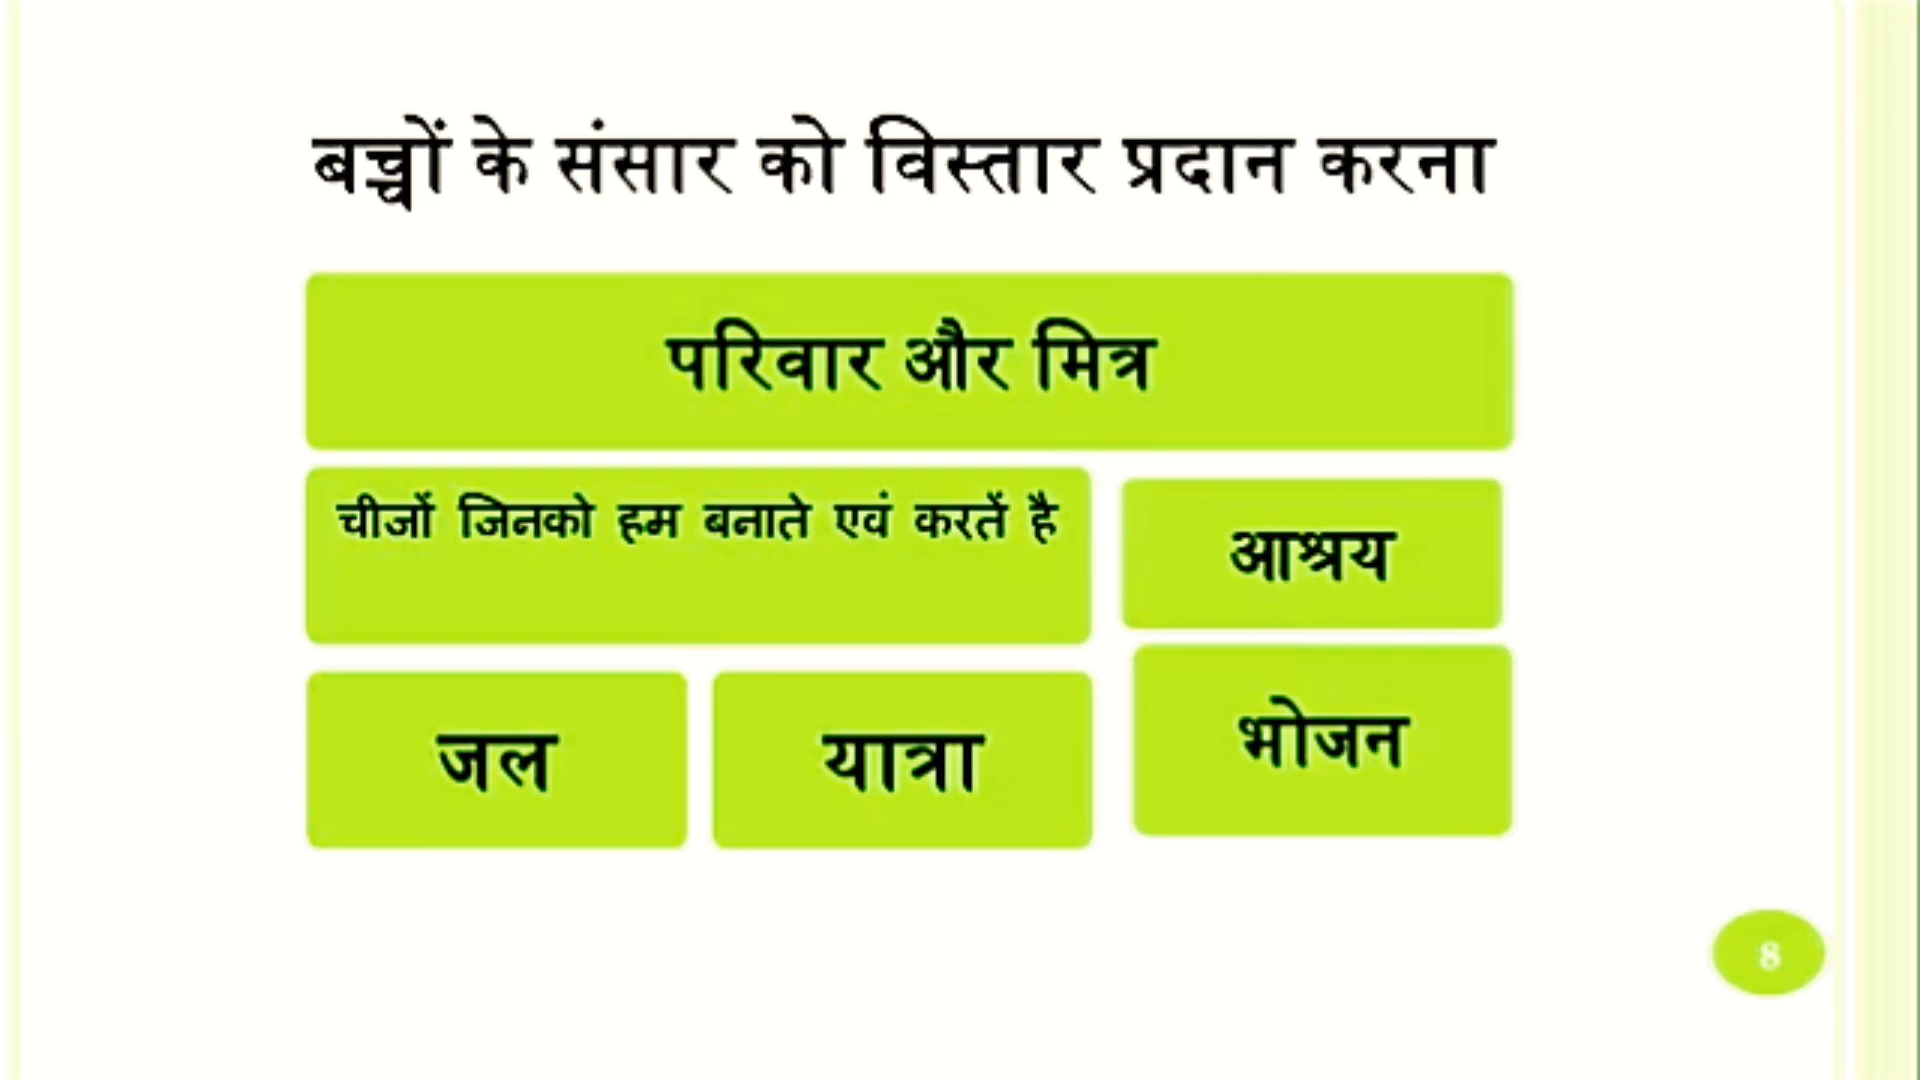 बच्चों के संसार को विस्तार प्रदान करना
परिवार और मित्र
चीजों जिनको हम बनाते एवं करतें है
आश्रय
जल
यात्रा
भोजन
8